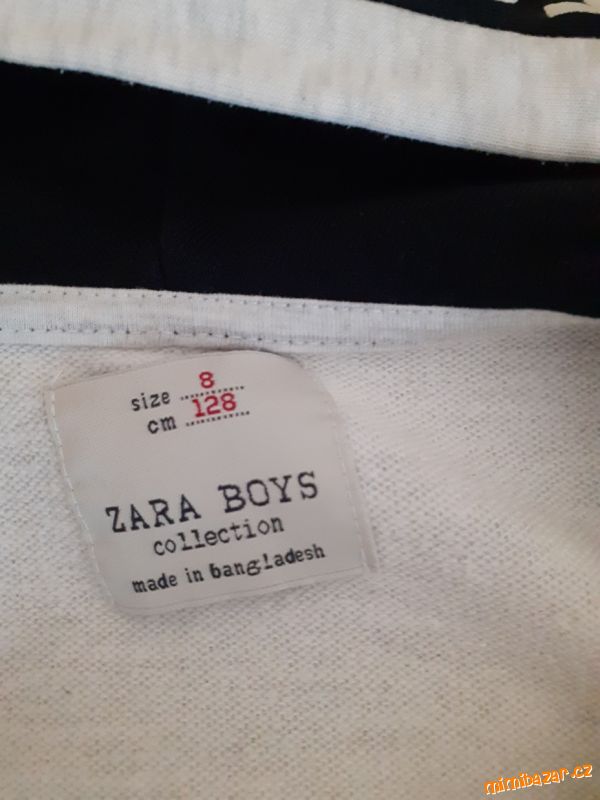 size 8
cm 128
ZARA BOYS
collection
made in bangladesh
mimibazar.cz